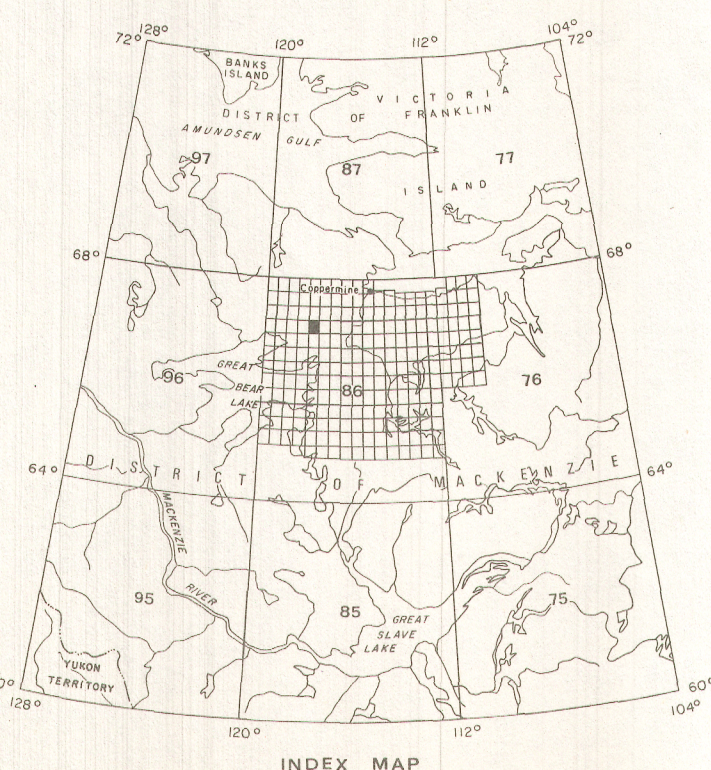 128°
120°
112°
104°
72°
72°
BANKS
ISLAND
VICTORIA
DISTRICT OF FRANKLIN
AMUNDSEN GULF
97
87
77
ISLAND
68°
68°
Coppermine
GREAT
96
86
76
BEAR
LAKE
DISTRICT OF MACKENZIE
64°
64°
MACKENZIE
RIVER
95
85
75
GREAT
SLAVE
LAKE
YUKON
TERRITORY
0°
60°
128°
104°
120°
112°
INDEX MAP